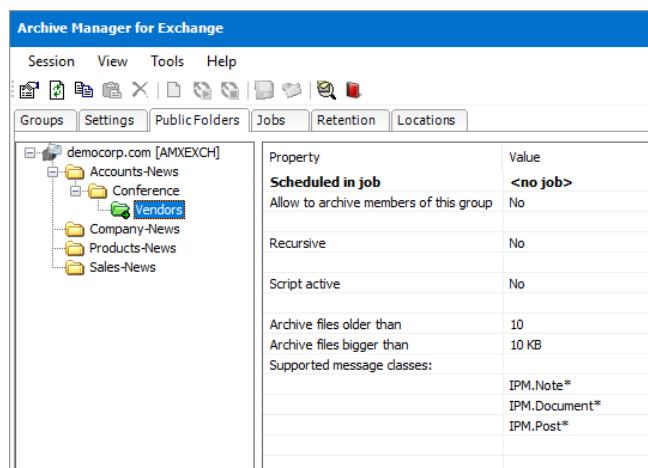 Archive Manager for Exchange
Session View Tools Help
Groups Settings Public Folders Jobs Retention Locations
democorp.com [AMXEXCH]
Accounts-News
Conference
Vendors
Company-News
Products-News
Sales-News
Property Value
Scheduled in job <no job>
Allow to archive members of this group No
Recursive No
Script active No
Archive files older than 10
Archive files bigger than 10 KB
Supported message classes:
IPM.Note*
IPM.Document*
IPM.Post*